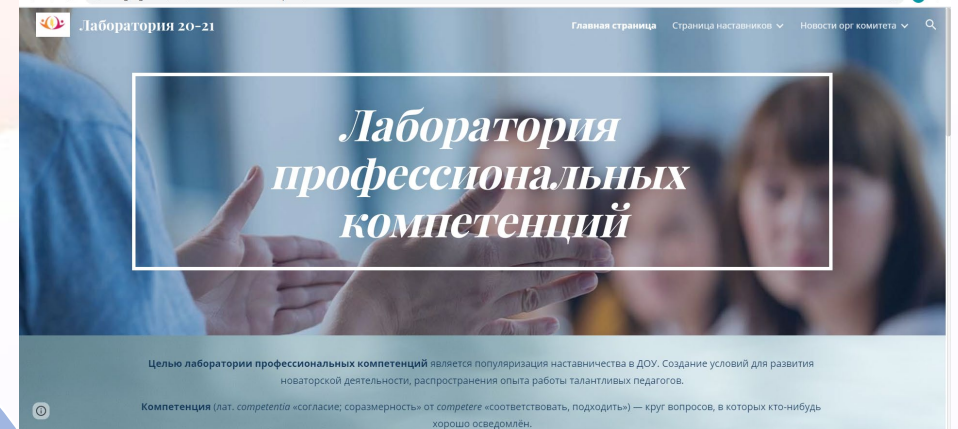 Лаборатория 20-21
Главная страница Страница наставников Новости орг комитета
Лаборатория
профессиональных
компетенций
Целью лаборатории профессиональных компетенций является популяризация наставничества в ДОУ. Создание условий для развития
новаторской деятельности, распространения опыта работы талантливых педагогов.
Компетенция (лат. competentia «согласие; соразмерность» от competere «соответствовать, подходить») — круг вопросов, в которых кто-нибудь
хорошо осведомлён.